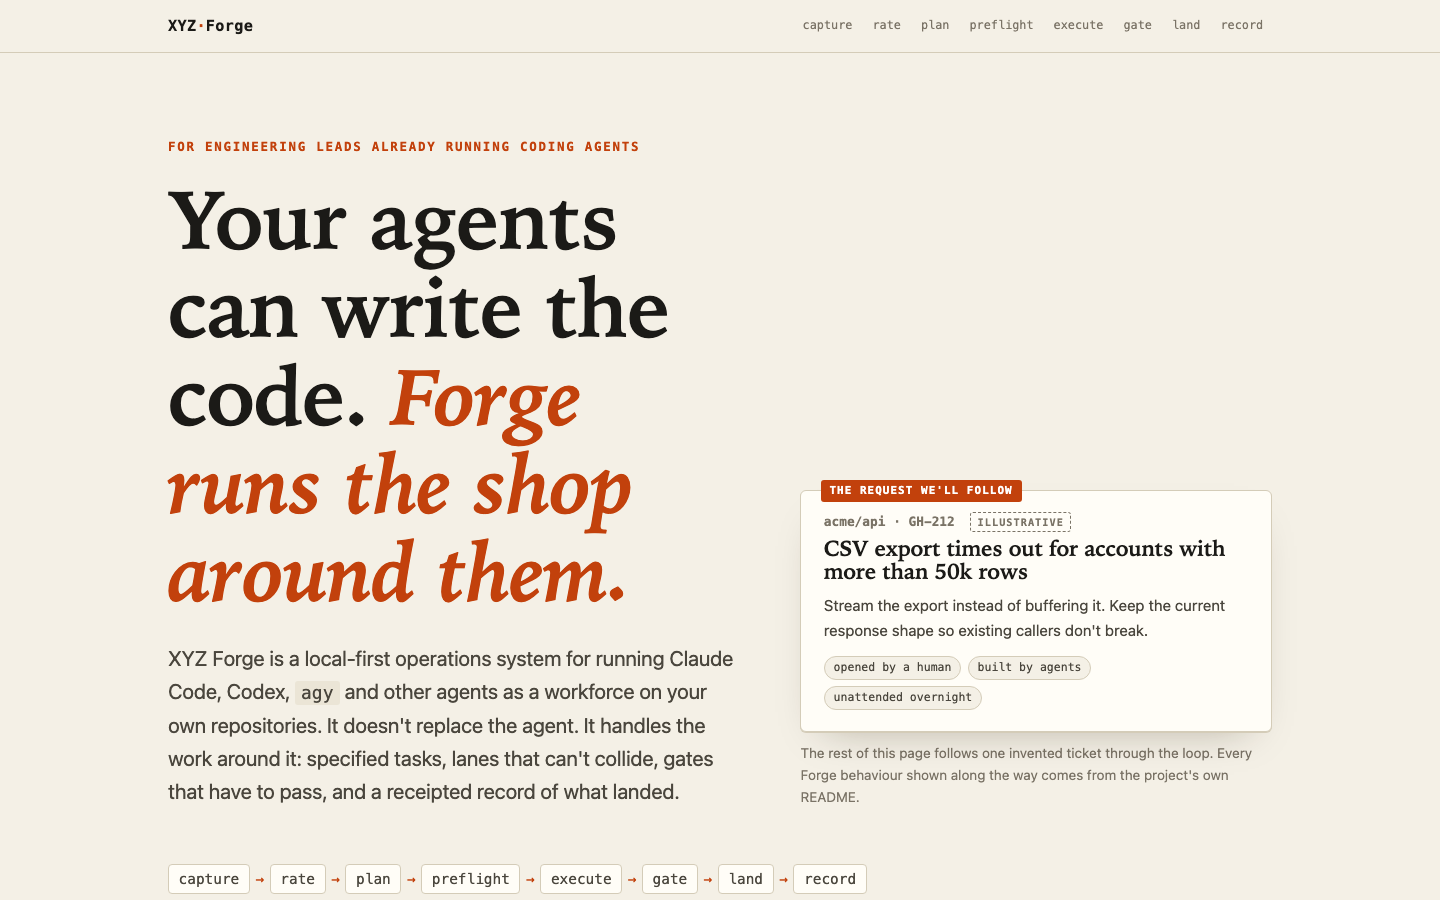 XYZ·Forge
capture rate plan preflight execute gate land record
FOR ENGINEERING LEADS ALREADY RUNNING CODING AGENTS
Your agents
can write the
code. Forge
runs the shop
around them.
XYZ Forge is a local-first operations system for running Claude
Code, Codex, agy and other agents as a workforce on your
own repositories. It doesn't replace the agent. It handles the
work around it: specified tasks, lanes that can't collide, gates
that have to pass, and a receipted record of what landed.
THE REQUEST WE'LL FOLLOW
acme/api · GH-212 ILLUSTRATIVE
CSV export times out for accounts with
more than 50k rows
Stream the export instead of buffering it. Keep the current
response shape so existing callers don't break.
opened by a human built by agents
unattended overnight
The rest of this page follows one invented ticket through the loop. Every
Forge behaviour shown along the way comes from the project's own
README.
capture → rate → plan → preflight → execute → gate → land → record